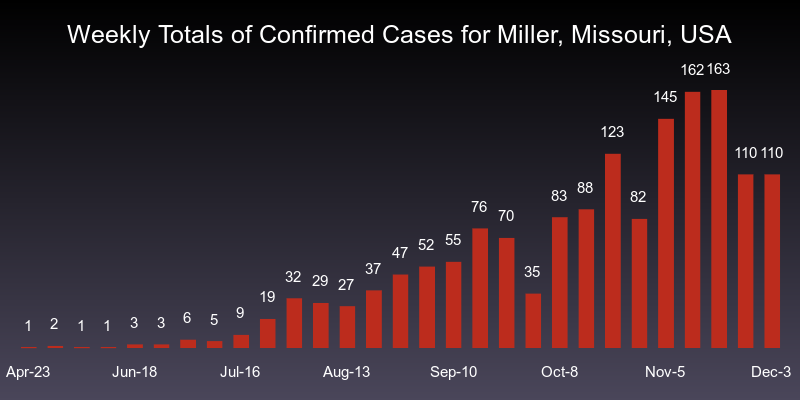 Weekly Totals of Confirmed Cases for Miller, Missouri, USA
1 2 1 1 3 3 6 5 9 19 32 29 27 37 47 52 55 76 70 35 83 88 123 82 145 162 163 110 110
Apr-23 Jun-18 Jul-16 Aug-13 Sep-10 Oct-8 Nov-5 Dec-3